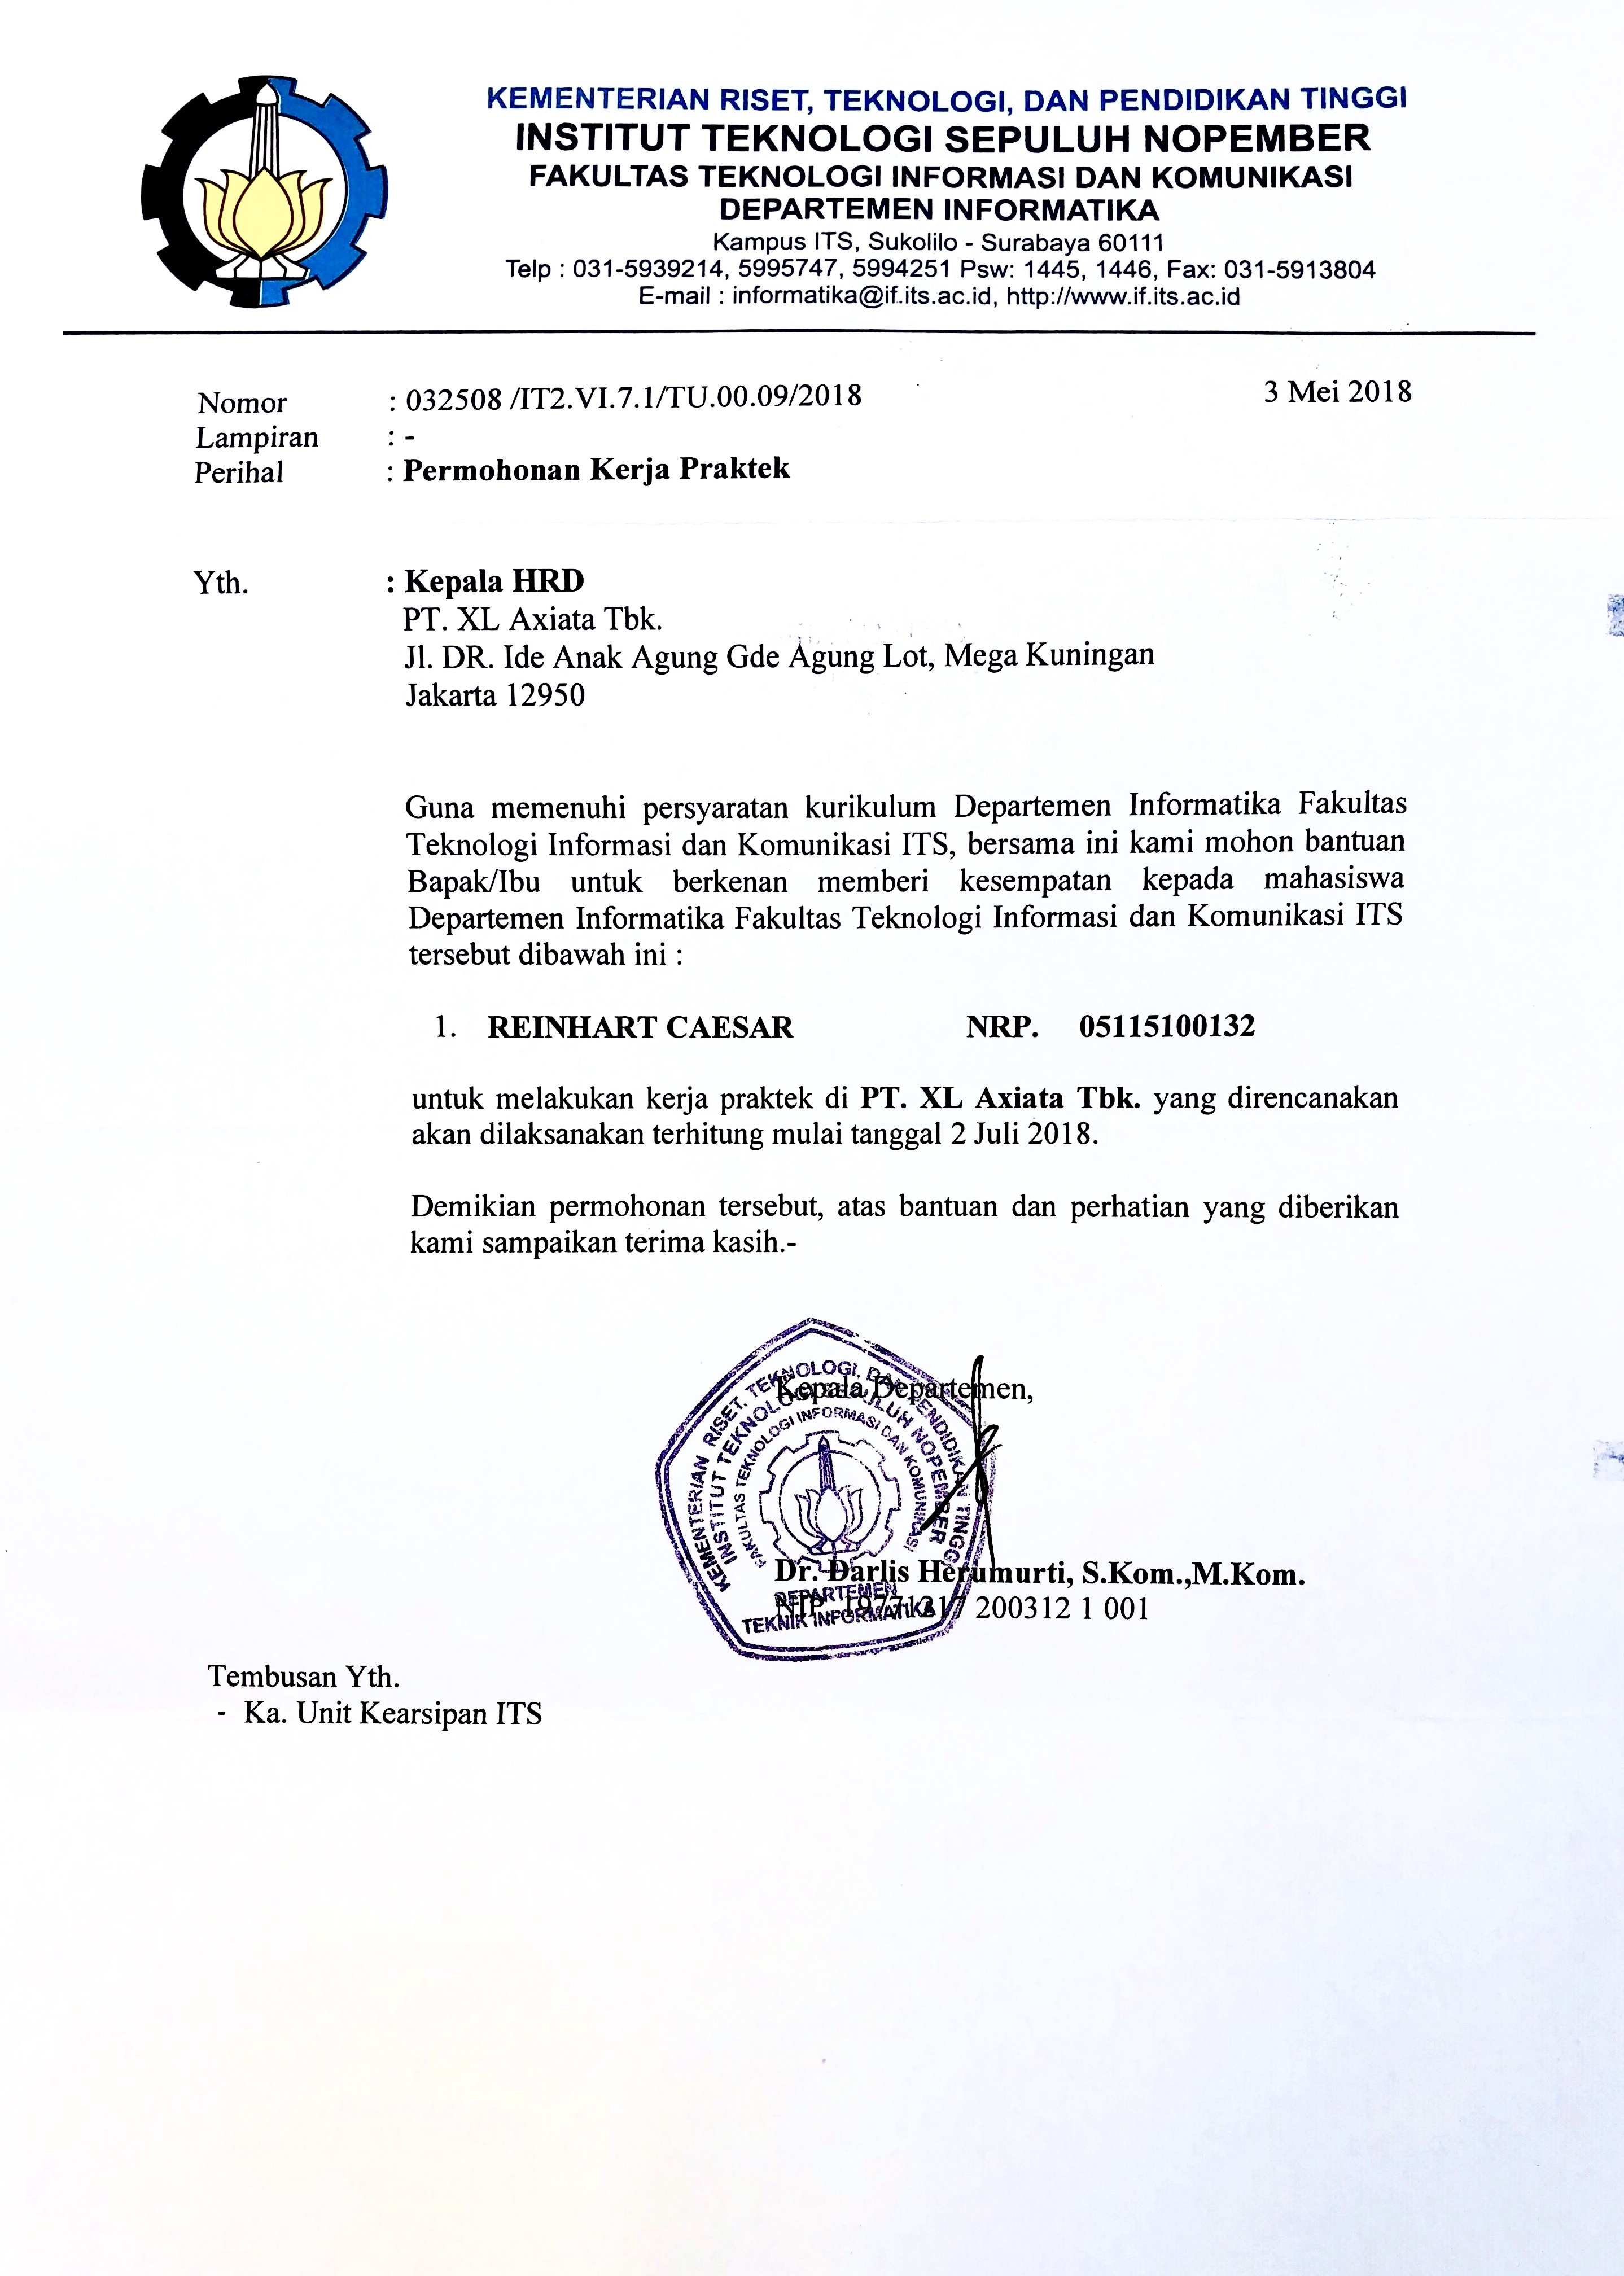 KEMENTERIAN RISET, TEKNOLOGI, DAN PENDIDIKAN TINGGI
INSTITUT TEKNOLOGI SEPULUH NOPEMBER
FAKULTAS TEKNOLOGI INFORMASI DAN KOMUNIKASI
DEPARTEMEN INFORMATIKA
Kampus ITS, Sukolilo - Surabaya 60111
Telp : 031-5939214, 5995747, 5994251 Psw: 1445, 1446, Fax: 031-5913804
E-mail : informatika@if.its.ac.id, http://www.if.its.ac.id
Nomor : 032508 /IT2.VI.7.1/TU.00.09/2018 3 Mei 2018
Lampiran : -
Perihal : Permohonan Kerja Praktek
Yth. : Kepala HRD
PT. XL Axiata Tbk.
Jl. DR. Ide Anak Agung Gde Agung Lot, Mega Kuningan
Jakarta 12950
Guna memenuhi persyaratan kurikulum Departemen Informatika Fakultas
Teknologi Informasi dan Komunikasi ITS, bersama ini kami mohon bantuan
Bapak/Ibu untuk berkenan memberi kesempatan kepada mahasiswa
Departemen Informatika Fakultas Teknologi Informasi dan Komunikasi ITS
tersebut dibawah ini :
1. REINHART CAESAR NRP. 05115100132
untuk melakukan kerja praktek di PT. XL Axiata Tbk. yang direncanakan
akan dilaksanakan terhitung mulai tanggal 2 Juli 2018.
Demikian permohonan tersebut, atas bantuan dan perhatian yang diberikan
kami sampaikan terima kasih.-
Kepala Departemen,
KEMENTERIAN RISET, TEKNOLOGI, DAN PENDIDIKAN TINGGI
INSTITUT TEKNOLOGI SEPULUH NOPEMBER
FAKULTAS TEKNOLOGI INFORMASI DAN KOMUNIKASI
DEPARTEMEN
TEKNIK INFORMATIKA
Dr. Darlis Herumurti, S.Kom.,M.Kom.
NIP. 19771217 200312 1 001
Tembusan Yth.
- Ka. Unit Kearsipan ITS